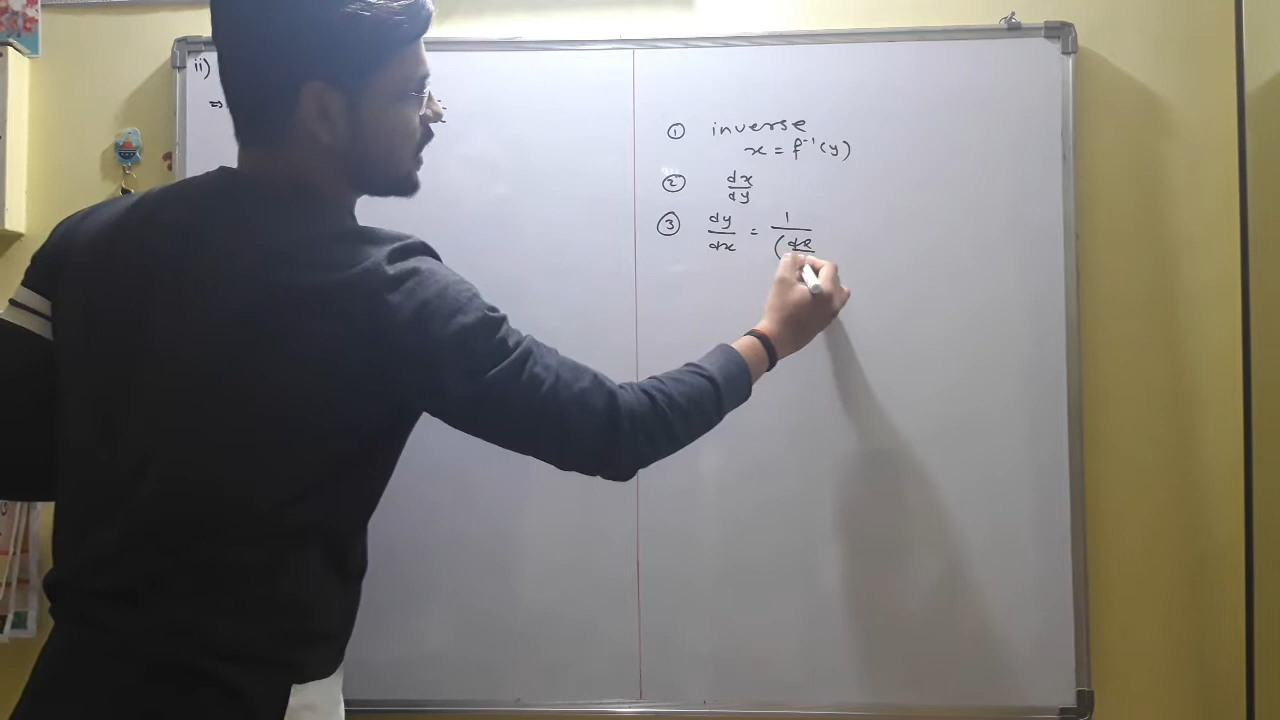 ii)
⇒
① inverse
x = f⁻¹(y)
② dx/dy
③ dy/dx = 1/(dx